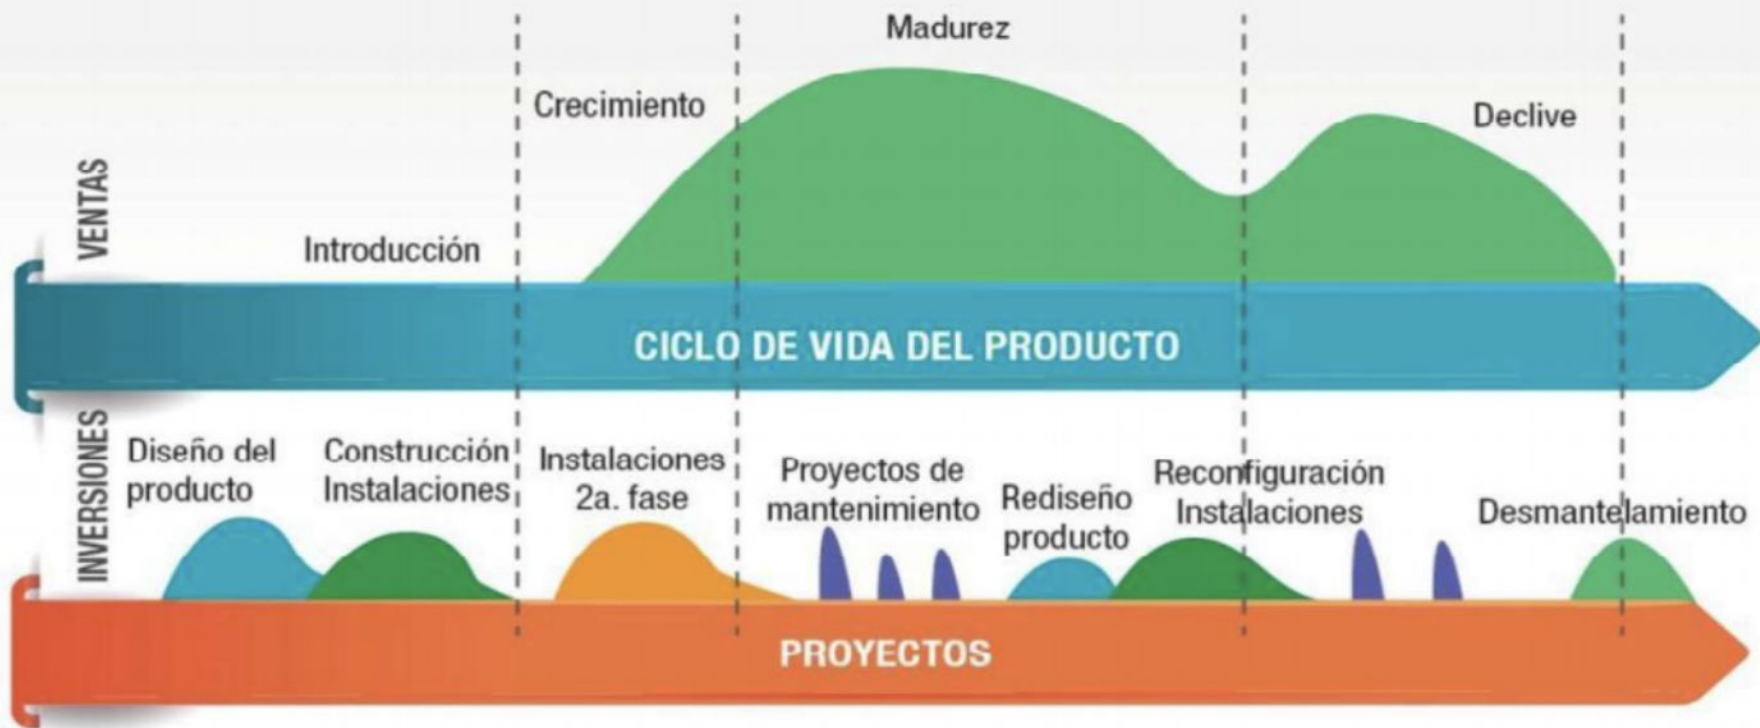 Madurez
Crecimiento
Declive
VENTAS
Introducción
CICLO DE VIDA DEL PRODUCTO
INVERSIONES
Diseño del
producto
Construcción
Instalaciones
Instalaciones
2a. fase
Proyectos de
mantenimiento
Rediseño
producto
Reconfiguración
Instalaciones
Desmantelamiento
PROYECTOS